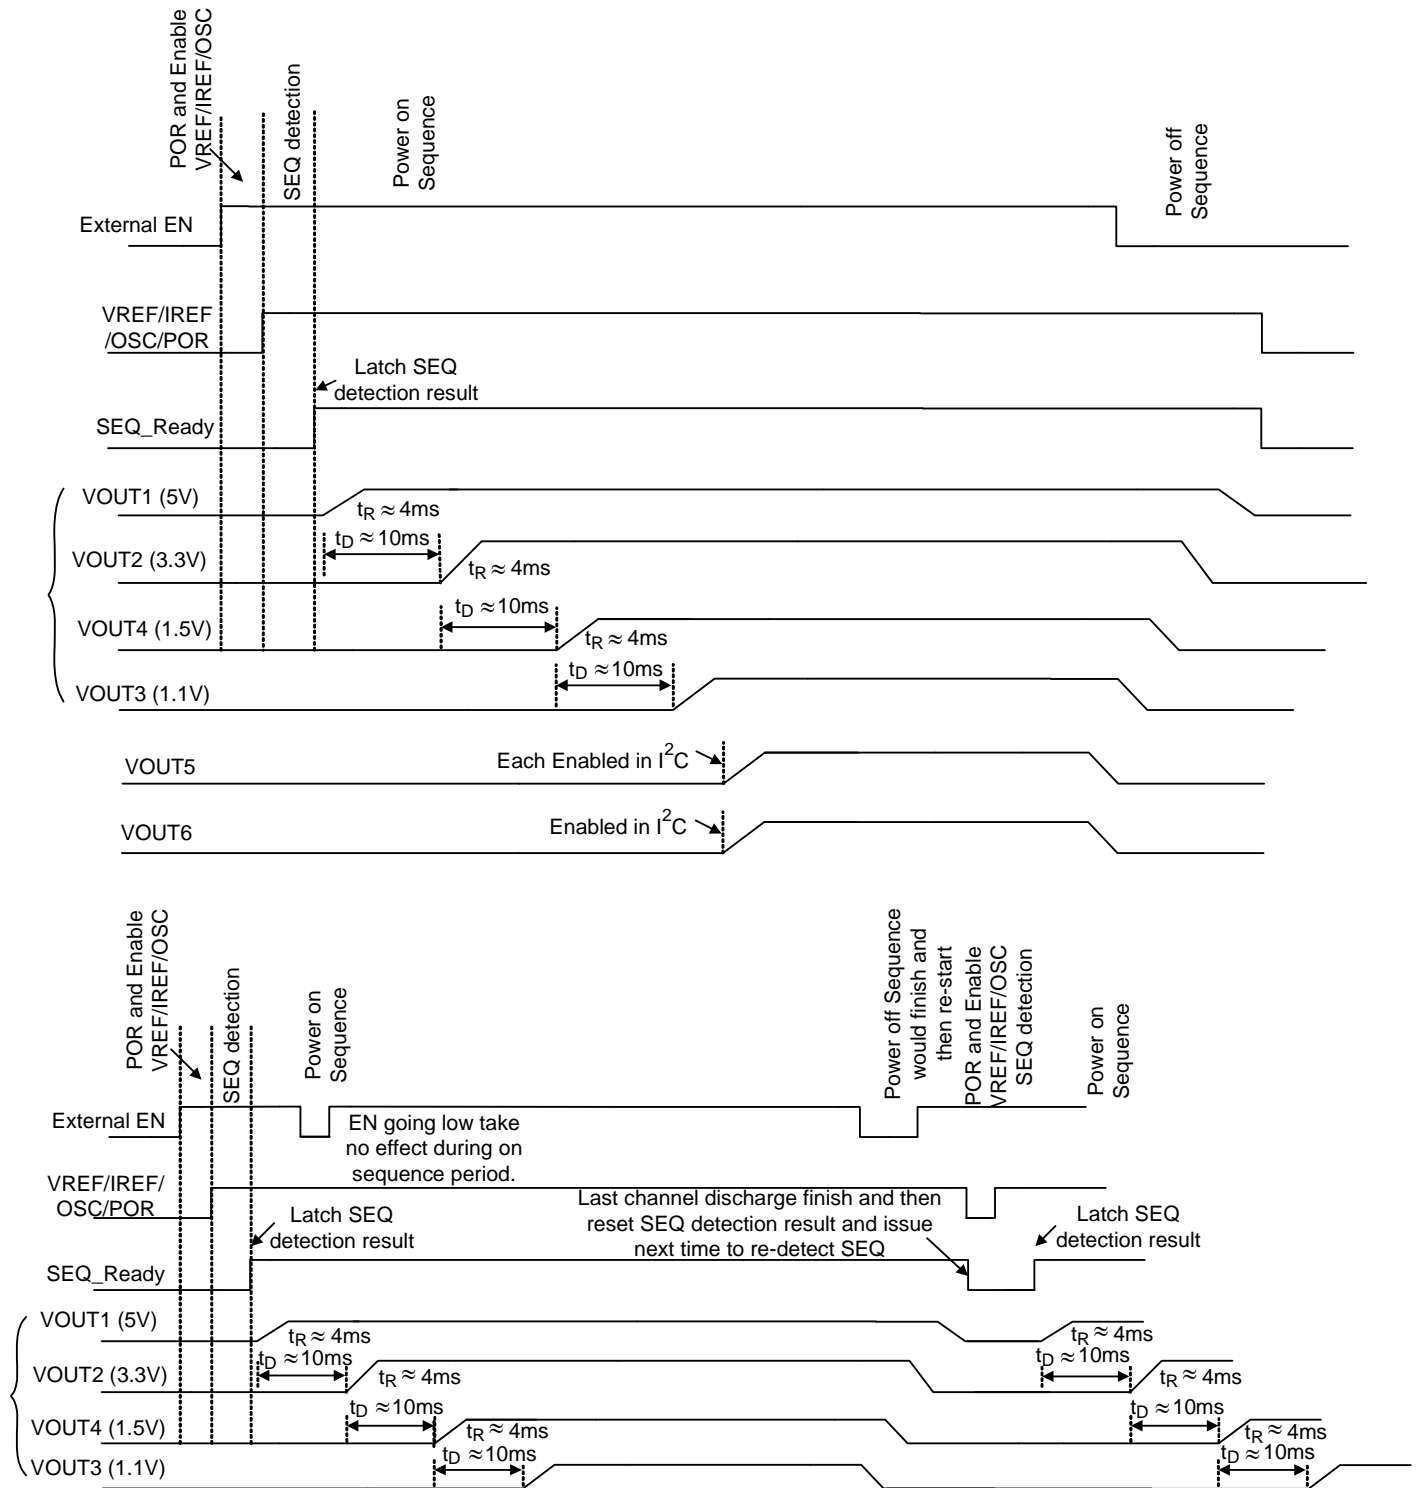 POR and Enable
VREF/IREF/OSC
SEQ detection
Power on
Sequence
Power off
Sequence
External EN
VREF/IREF
/OSC/POR
Latch SEQ
detection result
SEQ_Ready
VOUT1 (5V)
tR ≈ 4ms
tD ≈ 10ms
VOUT2 (3.3V)
tR ≈ 4ms
tD ≈ 10ms
VOUT4 (1.5V)
tR ≈ 4ms
tD ≈ 10ms
VOUT3 (1.1V)
VOUT5
Each Enabled in I2C
VOUT6
Enabled in I2C
POR and Enable
VREF/IREF/OSC
SEQ detection
Power on
Sequence
Power off Sequence
would finish and
then re-start
POR and Enable
VREF/IREF/OSC
SEQ detection
Power on
Sequence
External EN
EN going low take
no effect during on
sequence period.
VREF/IREF/
OSC/POR
Latch SEQ
detection result
Last channel discharge finish and then
reset SEQ detection result and issue
next time to re-detect SEQ
Latch SEQ
detection result
SEQ_Ready
VOUT1 (5V)
tR ≈ 4ms
tR ≈ 4ms
tD ≈ 10ms
tD ≈ 10ms
VOUT2 (3.3V)
tR ≈ 4ms
tR ≈ 4ms
tD ≈ 10ms
tD ≈ 10ms
VOUT4 (1.5V)
tR ≈ 4ms
tR ≈ 4ms
tD ≈ 10ms
tD ≈ 10ms
VOUT3 (1.1V)